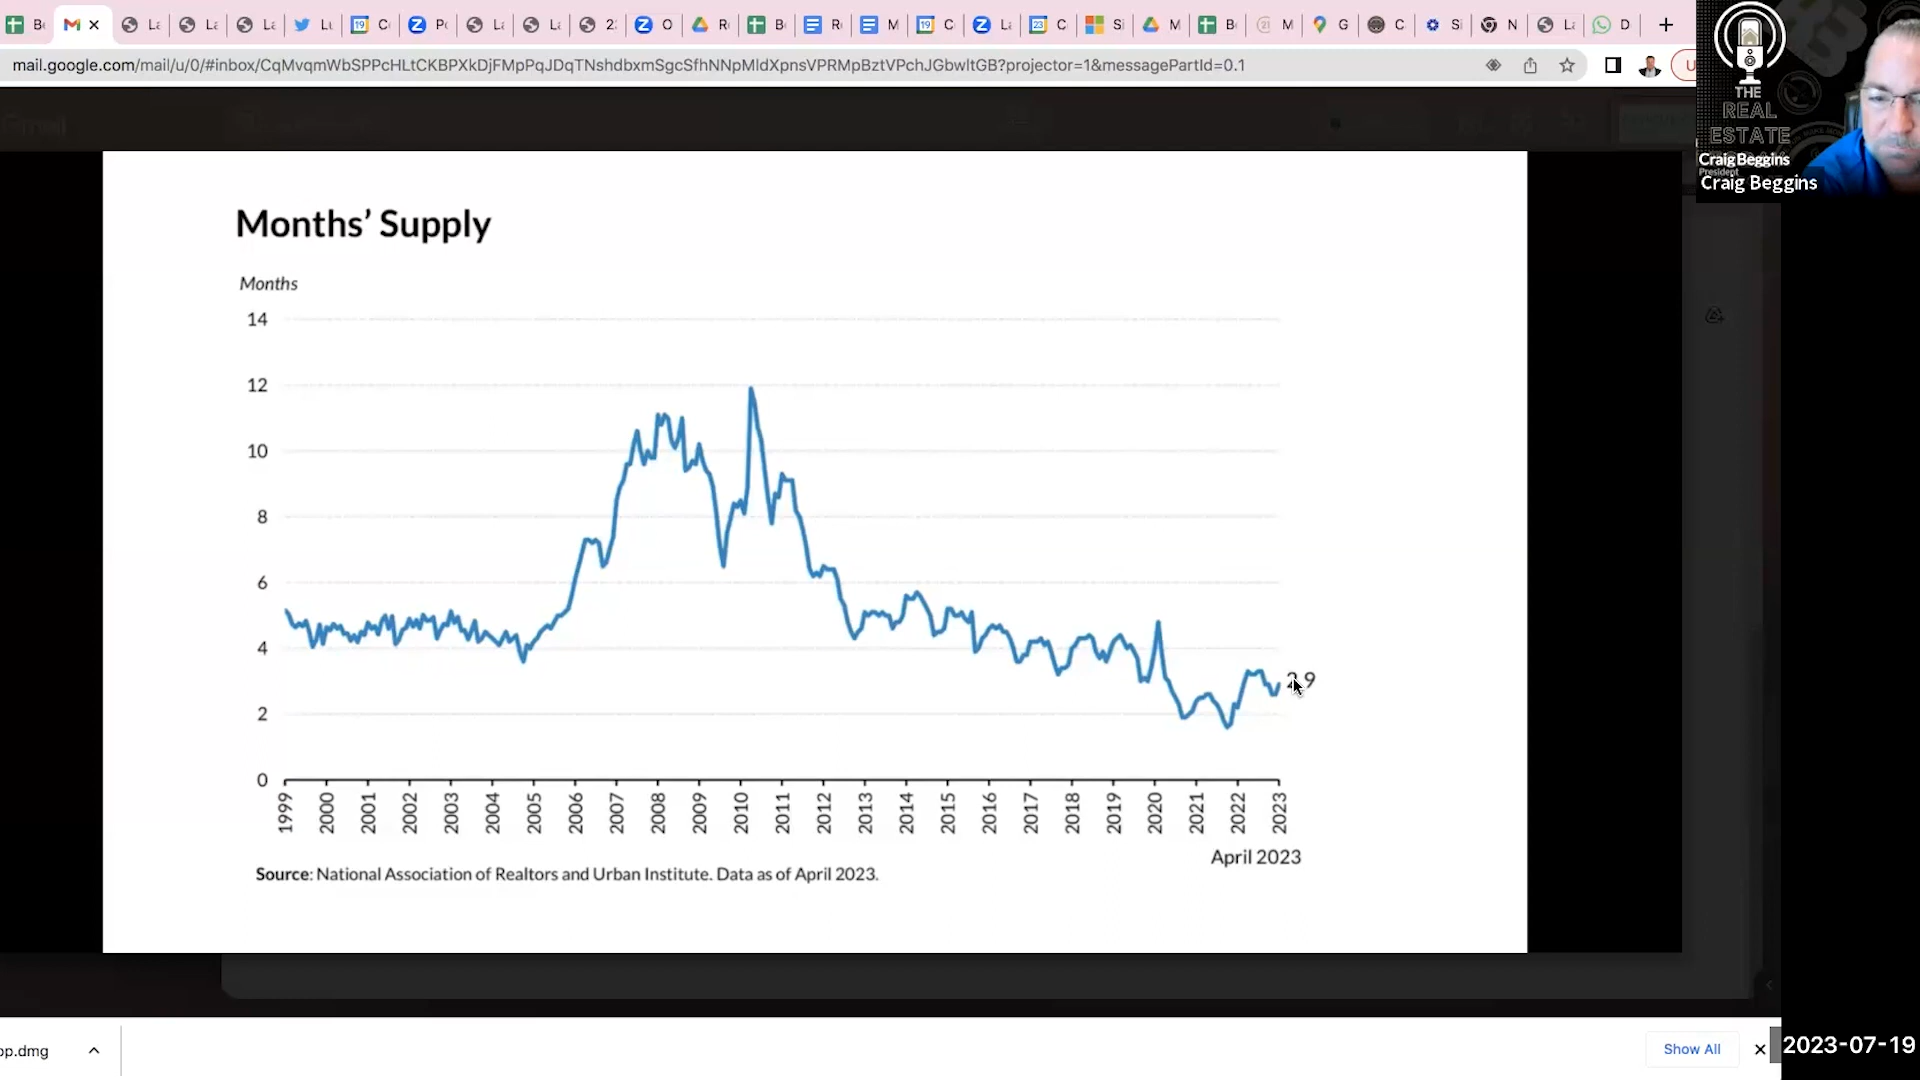 mail.google.com/mail/u/0/#inbox/CqMvqmWbSPPcHLtCKBPXkDjFMpPqJDqTNshdbxmSgcSfhNNpMldXpnsVPRMpBztVPchJGbwltGB?projector=1&messagePartId=0.1
THE
REAL
ESTATE
Craig Beggins
President
Craig Beggins
Months’ Supply
Months
14
12
10
8
6
4
2
0
2.9
1999 2000 2001 2002 2003 2004 2005 2006 2007 2008 2009 2010 2011 2012 2013 2014 2015 2016 2017 2018 2019 2020 2021 2022 2023
April 2023
Source: National Association of Realtors and Urban Institute. Data as of April 2023.
op.dmg
Show All
2023-07-19